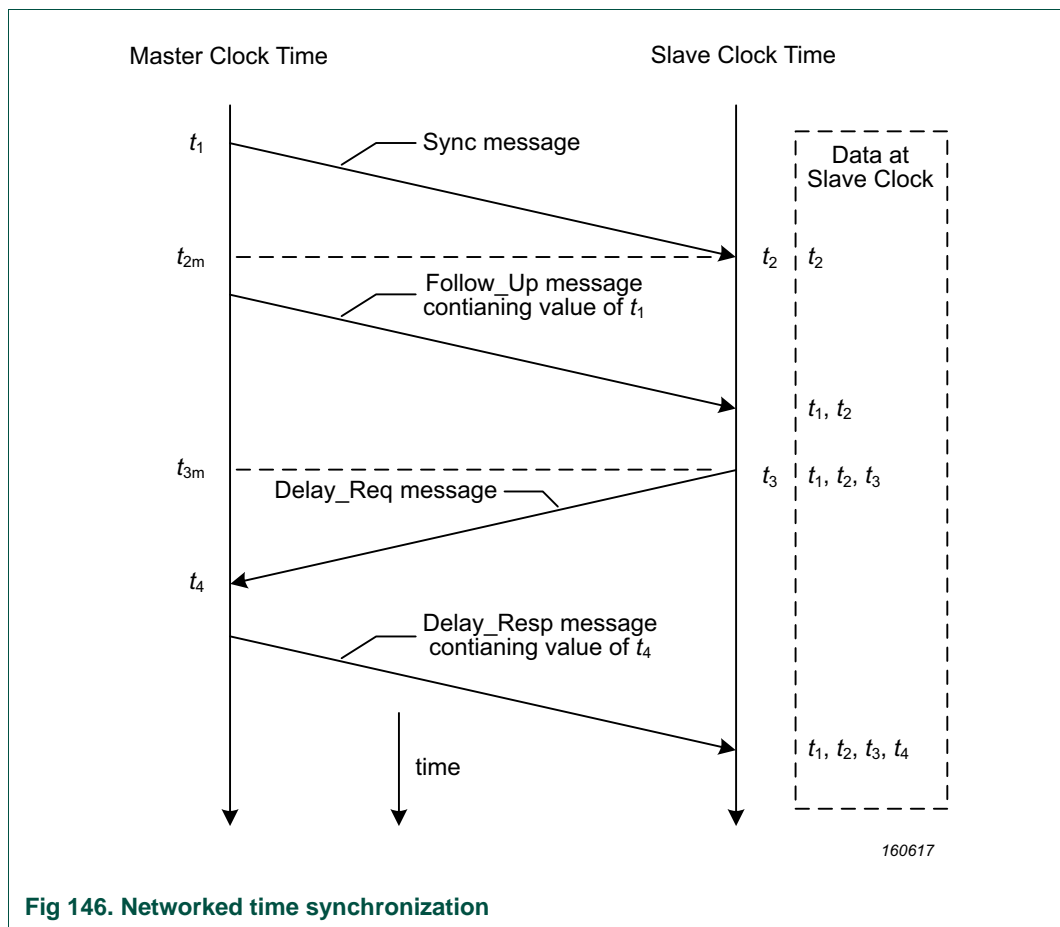 Master Clock Time
Slave Clock Time
t1
Sync message
Data at
Slave Clock
t2m
t2
t2
Follow_Up message
contianing value of t1
t1, t2
t3m
t3
t1, t2, t3
Delay_Req message
t4
Delay_Resp message
contianing value of t4
t1, t2, t3, t4
time
160617
Fig 146. Networked time synchronization